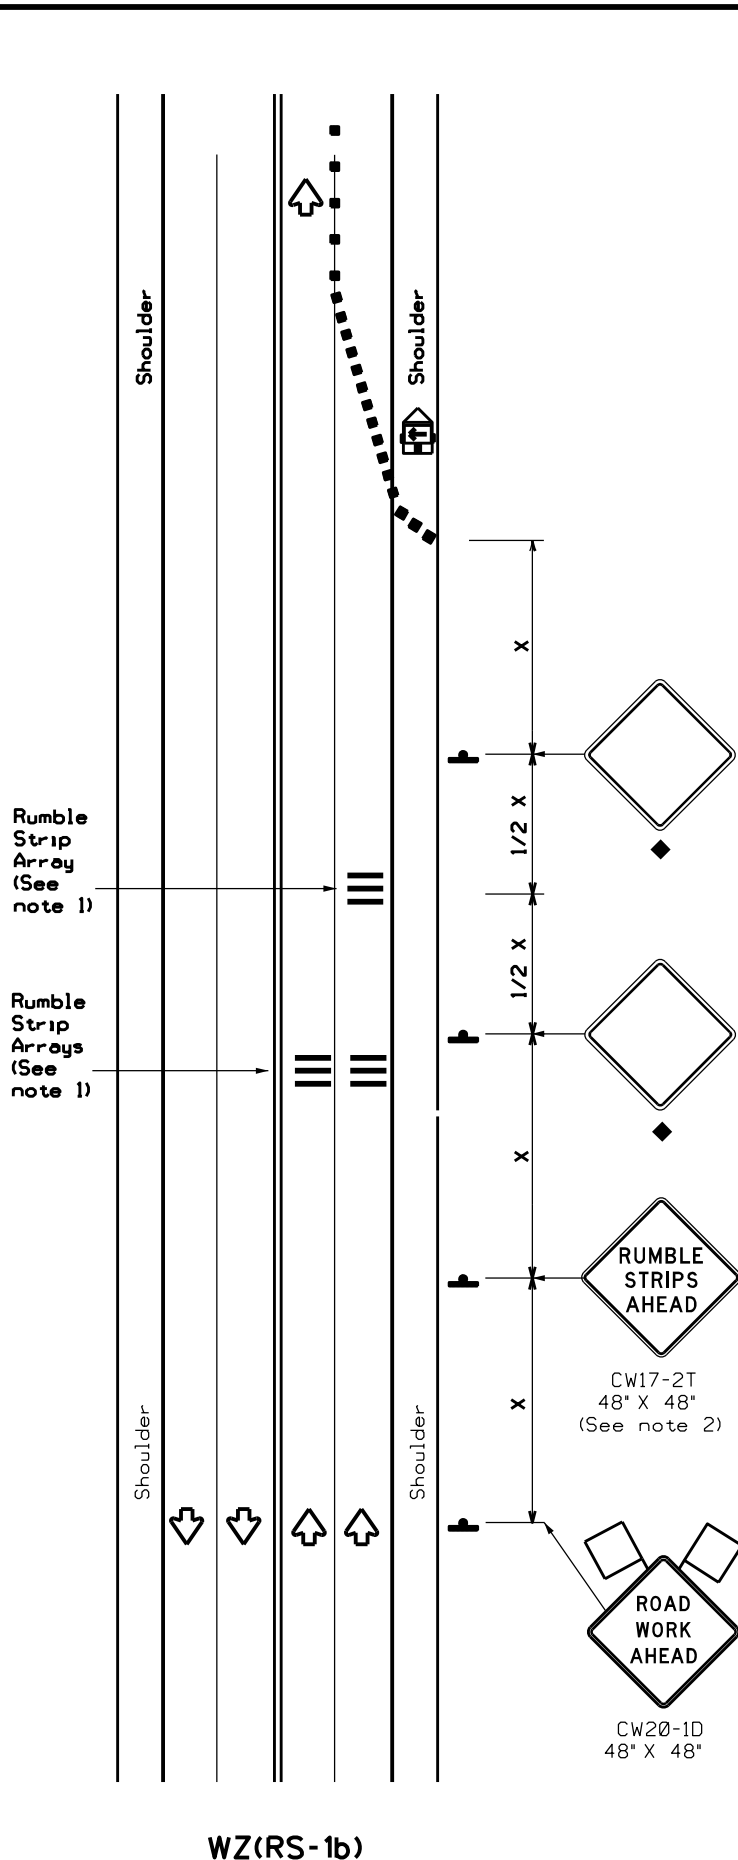 Shoulder
Shoulder
X
1/2 X
Rumble
Strip
Array
(See
note 1)
1/2 X
Rumble
Strip
Arrays
(See
note 1)
X
RUMBLE
STRIPS
AHEAD
CW17-2T
48" X 48"
(See note 2)
X
Shoulder
Shoulder
ROAD
WORK
AHEAD
CW20-1D
48" X 48"
WZ(RS-1b)